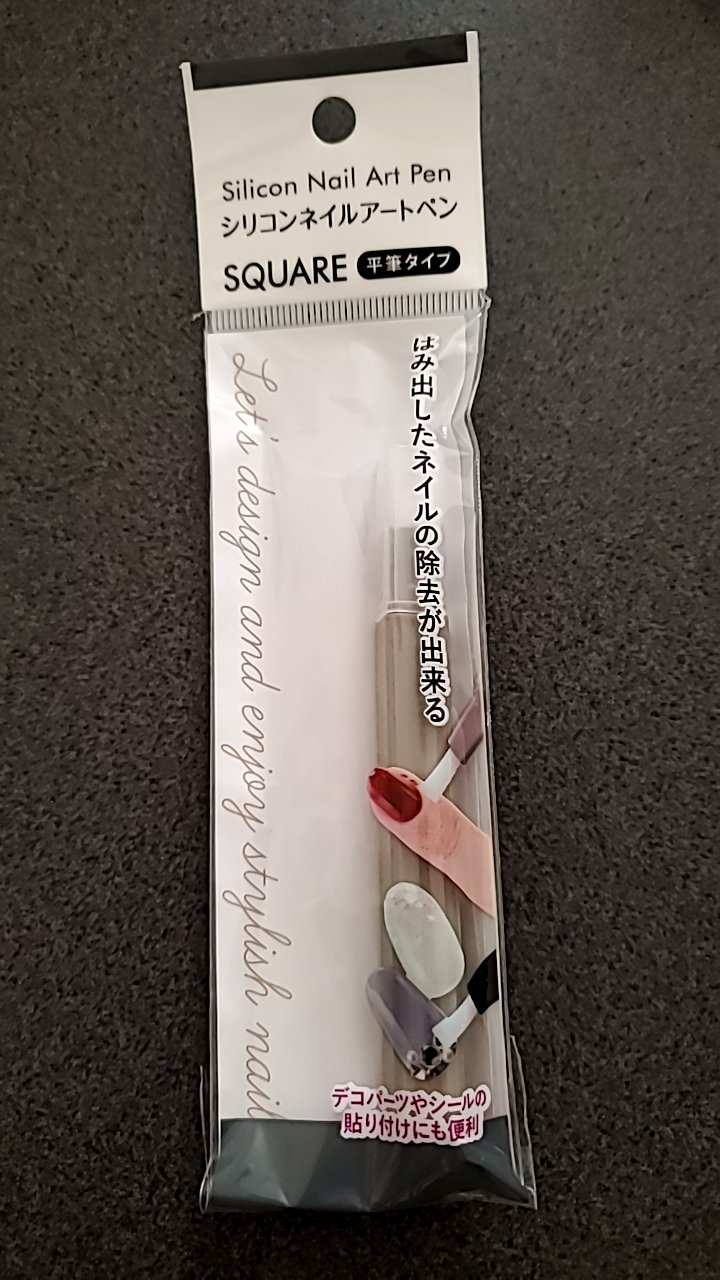 Silicon Nail Art Pen
シリコンネイルアートペン
SQUARE 平筆タイプ
はみ出したネイルの除去が出来る
Let's design and enjoy stylish nail
デコパーツやシールの
貼り付けにも便利